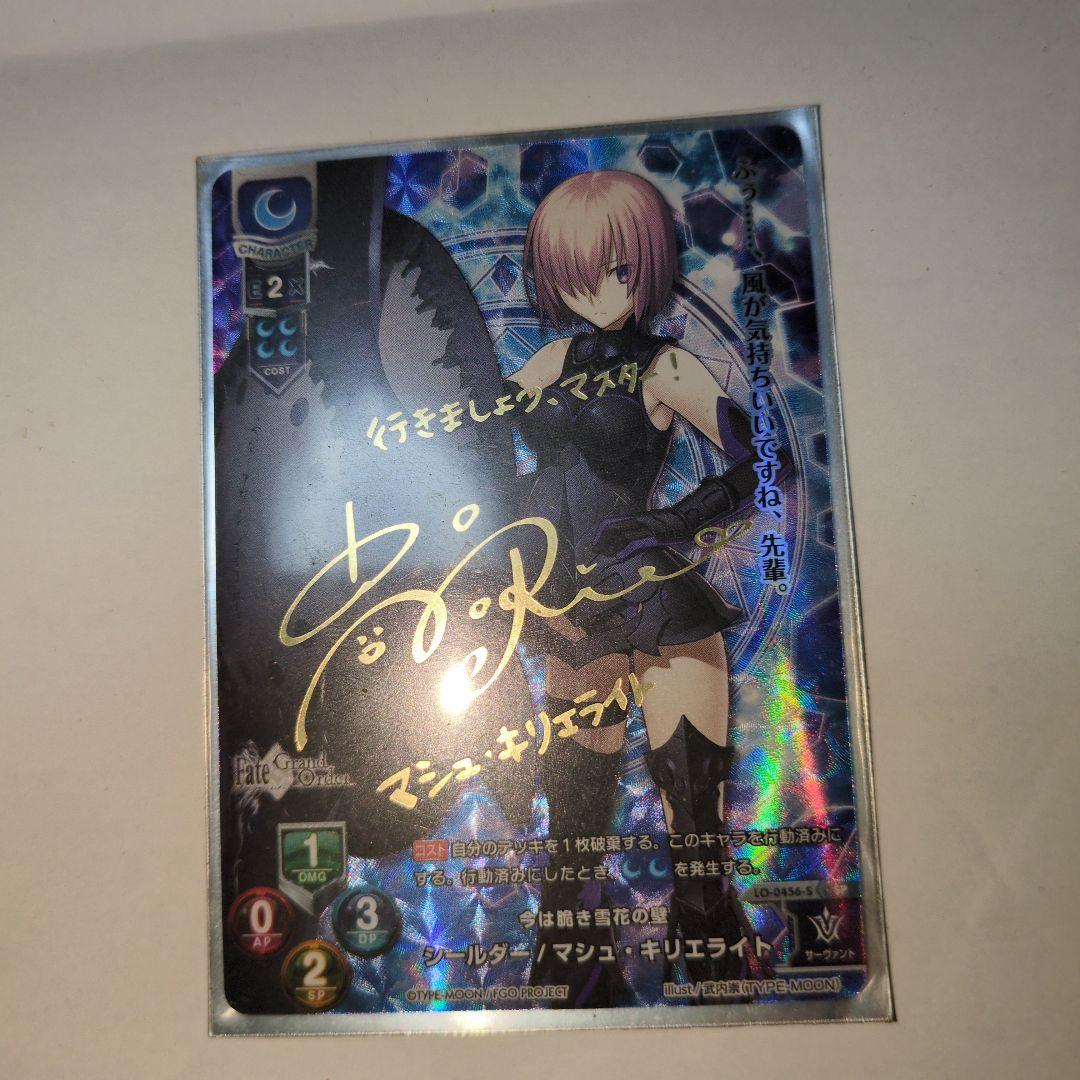 CHARACTER
EX 2
COST
ふぅ……、風が気持ちいいですね、先輩。
行きましょう、マスター!
Rie
マシュ・キリエライト
Fate Grand Order
コスト 自分のデッキを1枚破棄する。このキャラを行動済みに
する。行動済みにしたとき、を発生する。
1
DMG
0
AP
3
DP
2
SP
LO-0456-S
今は脆き雪花の壁
シールダー / マシュ・キリエライト
サーヴァント
©TYPE-MOON / FGO PROJECT
illust / 武内崇(TYPE-MOON)